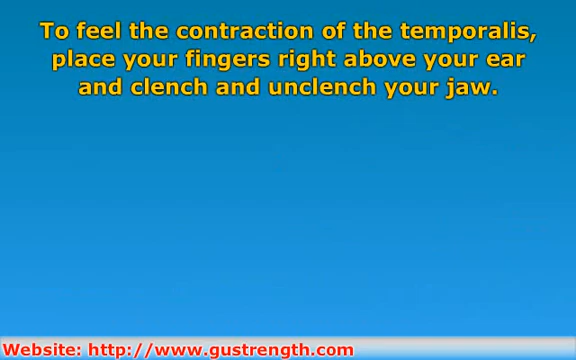 To feel the contraction of the temporalis,
place your fingers right above your ear
and clench and unclench your jaw.
Website: http://www.gustrength.com